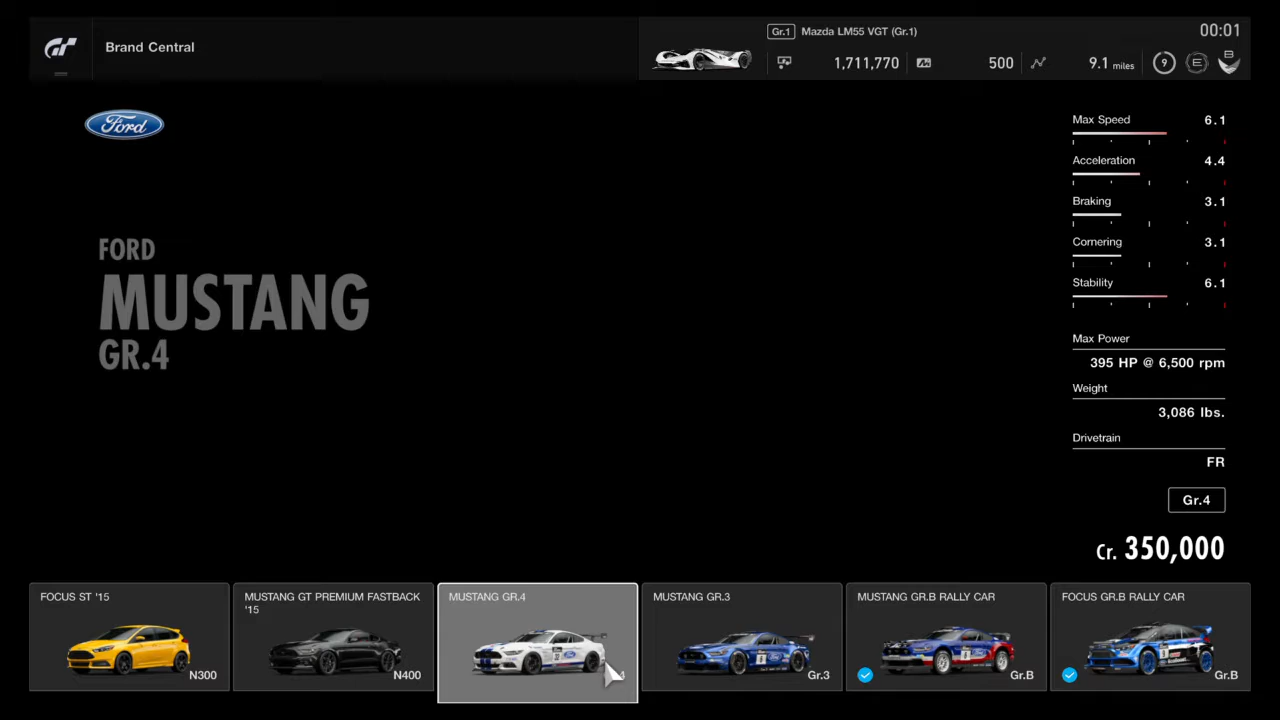 Brand Central
Gr.1 Mazda LM55 VGT (Gr.1)
00:01
1,711,770
500
9.1 miles
9
E
B
Ford
FORD
MUSTANG
GR.4
Max Speed 6.1
Acceleration 4.4
Braking 3.1
Cornering 3.1
Stability 6.1
Max Power
395 HP @ 6,500 rpm
Weight
3,086 lbs.
Drivetrain
FR
Gr.4
Cr. 350,000
FOCUS ST '15
N300
MUSTANG GT PREMIUM FASTBACK
'15
N400
MUSTANG GR.4
MUSTANG GR.3
Gr.3
MUSTANG GR.B RALLY CAR
Gr.B
FOCUS GR.B RALLY CAR
Gr.B